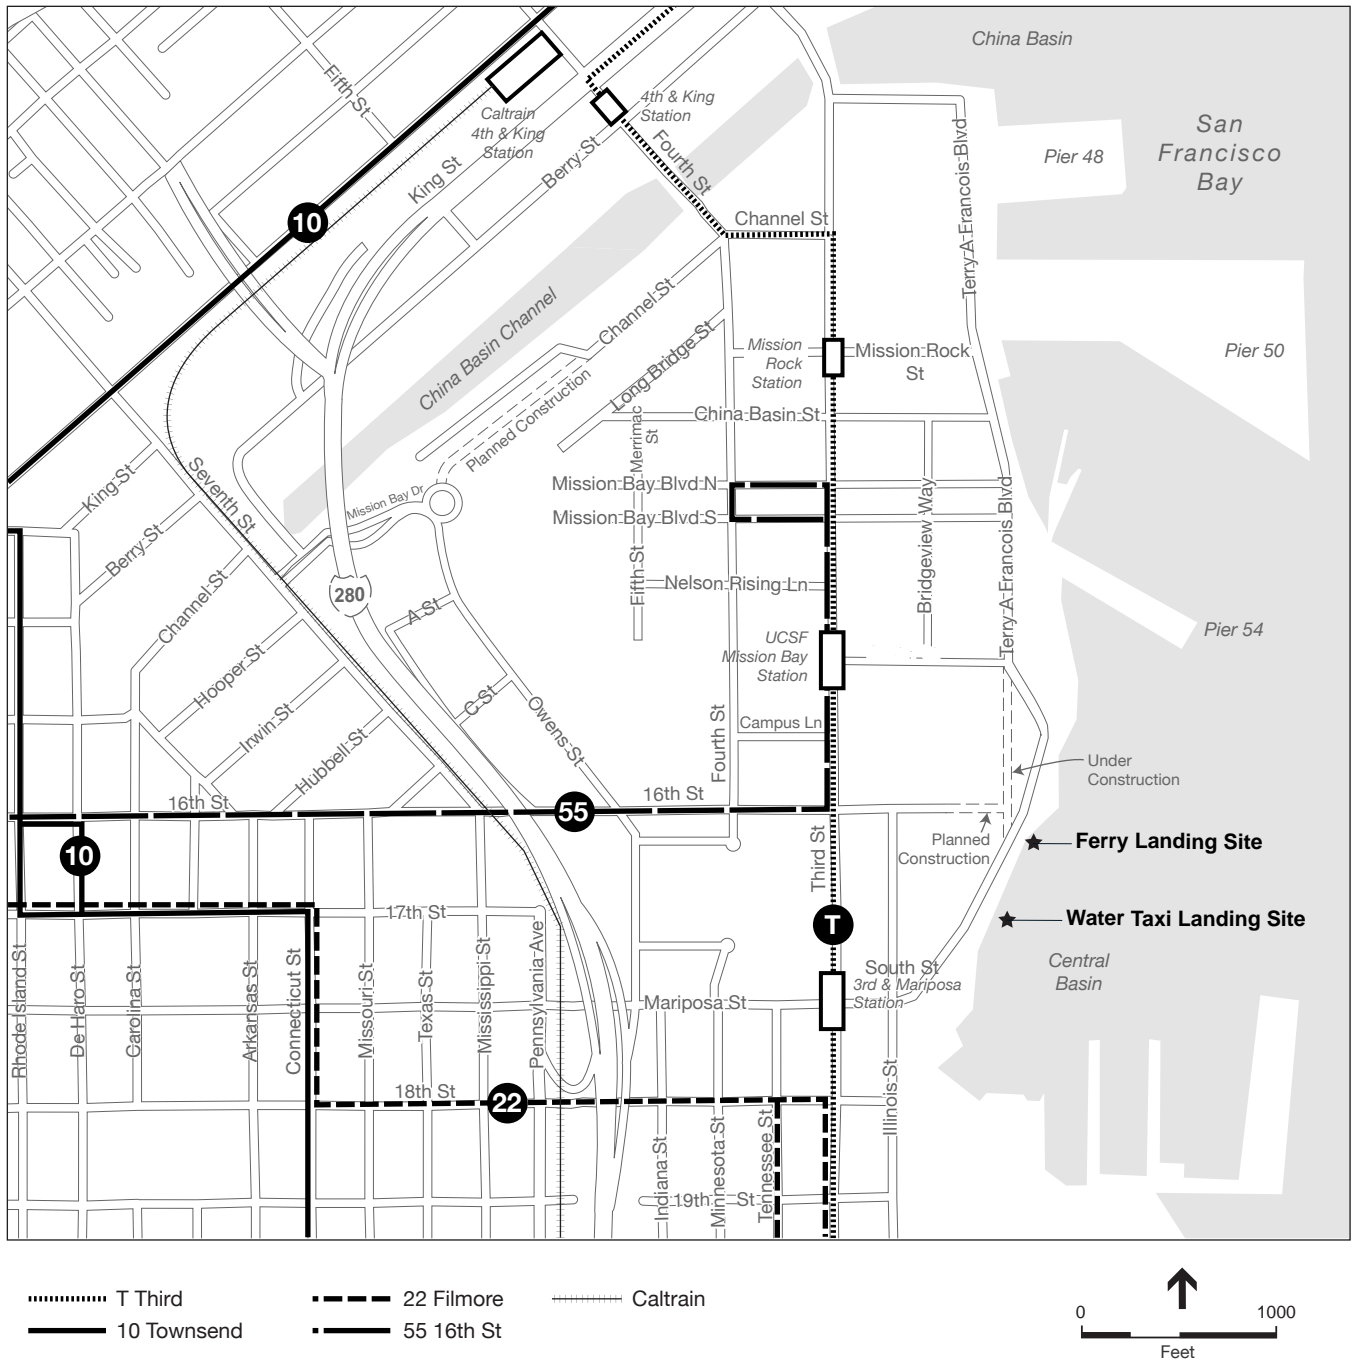 China Basin
San
Francisco
Bay
Pier 48
Pier 50
Pier 54
Fifth St
Caltrain
4th & King
Station
4th & King
Station
Fourth St
Berry St
King St
10
Channel St
Terry A Francois Blvd
China Basin Channel
Channel St
Long Bridge St
Planned Construction
Mission
Rock
Station
Mission Rock
St
China Basin St
Merrimac
St
Mission Bay Blvd N
Mission Bay Blvd S
Mission Bay Dr
King St
Seventh St
Berry St
Channel St
280
Fifth St
Nelson Rising Ln
Bridgeview Way
Terry A Francois Blvd
A St
UCSF
Mission Bay
Station
Hooper St
Irwin St
Hubbell St
C St
Owens St
Fourth St
Campus Ln
16th St
16th St
55
Under
Construction
Planned
Construction
Ferry Landing Site
Water Taxi Landing Site
10
Third St
T
17th St
South St
3rd & Mariposa
Station
Central
Basin
Mariposa St
Rhode Island St
De Haro St
Carolina St
Arkansas St
Connecticut St
Missouri St
Texas St
Mississippi St
Pennsylvania Ave
18th St
22
Indiana St
Minnesota St
Tennessee St
Illinois St
19th St
T Third
22 Filmore
Caltrain
10 Townsend
55 16th St
0
1000
Feet